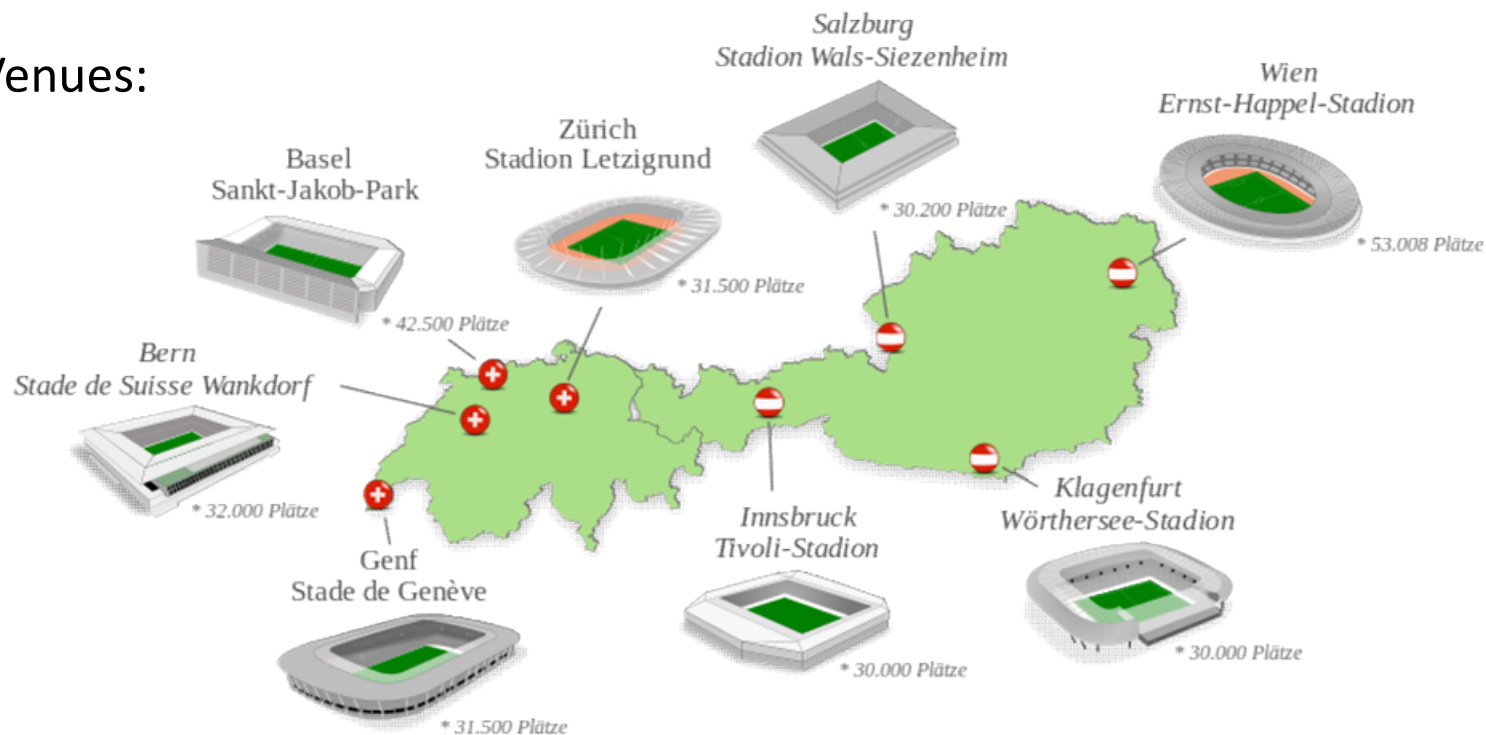 Venues:
Salzburg
Stadion Wals-Siezenheim
* 30.200 Plätze
Wien
Ernst-Happel-Stadion
* 53.008 Plätze
Zürich
Stadion Letzigrund
* 31.500 Plätze
Basel
Sankt-Jakob-Park
* 42.500 Plätze
Bern
Stade de Suisse Wankdorf
* 32.000 Plätze
Genf
Stade de Genève
* 31.500 Plätze
Innsbruck
Tivoli-Stadion
* 30.000 Plätze
Klagenfurt
Wörthersee-Stadion
* 30.000 Plätze